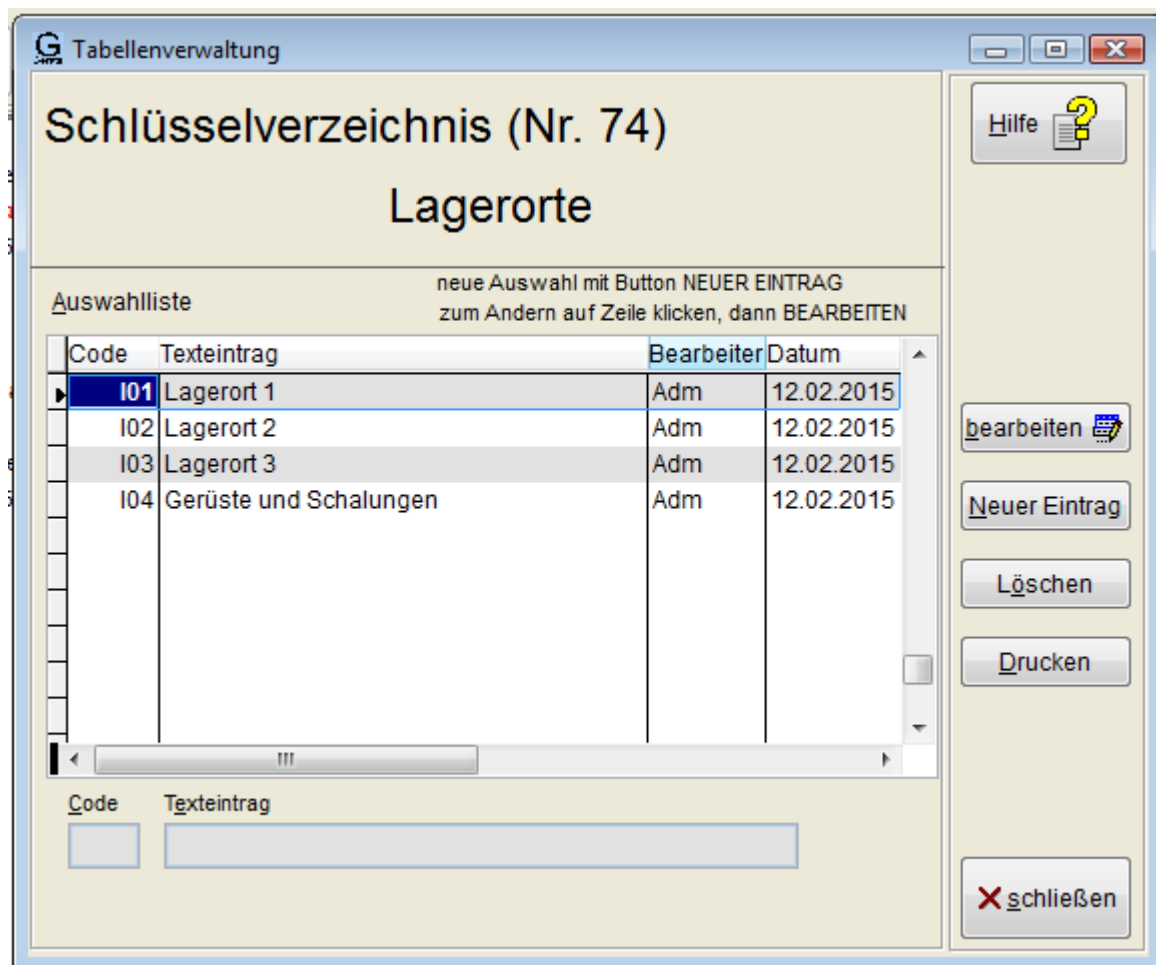 Tabellenverwaltung
Schlüsselverzeichnis (Nr. 74)
Lagerorte
Hilfe
Auswahlliste
neue Auswahl mit Button NEUER EINTRAG
zum Andern auf Zeile klicken, dann BEARBEITEN
Code Texteintrag Bearbeiter Datum
I01 Lagerort 1 Adm 12.02.2015
I02 Lagerort 2 Adm 12.02.2015
I03 Lagerort 3 Adm 12.02.2015
I04 Gerüste und Schalungen Adm 12.02.2015
bearbeiten
Neuer Eintrag
Löschen
Drucken
Code Texteintrag
schließen